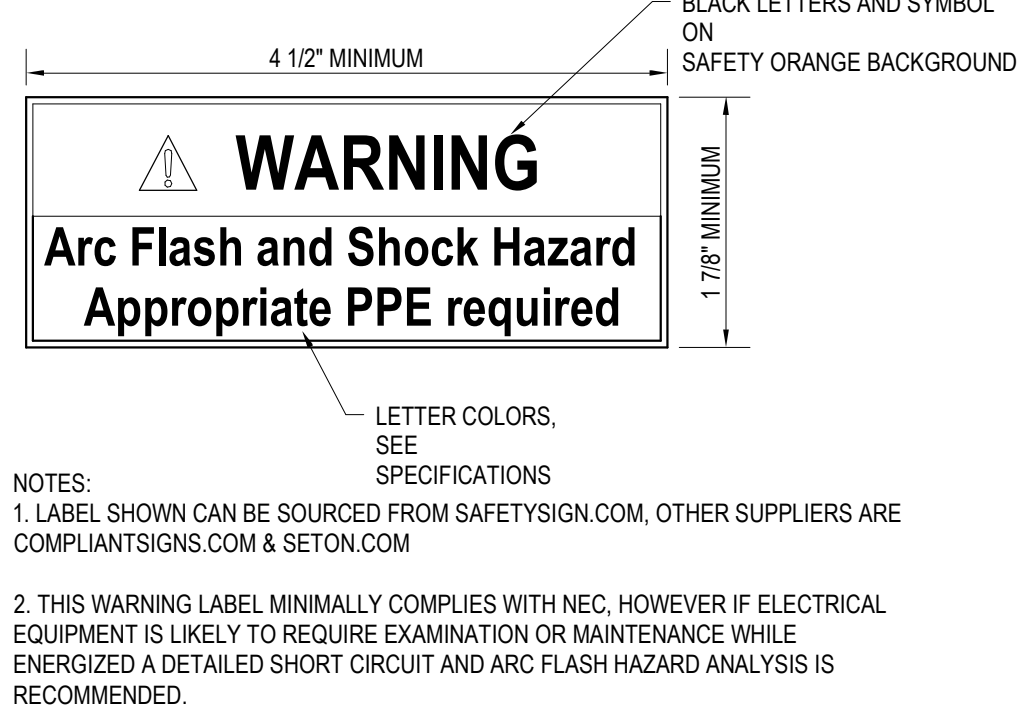 BLACK LETTERS AND SYMBOL
ON
SAFETY ORANGE BACKGROUND
4 1/2" MINIMUM
WARNING
1 7/8" MINIMUM
Arc Flash and Shock Hazard
Appropriate PPE required
LETTER COLORS,
SEE
SPECIFICATIONS
NOTES:
1. LABEL SHOWN CAN BE SOURCED FROM SAFETYSIGN.COM, OTHER SUPPLIERS ARE
COMPLIANTSIGNS.COM & SETON.COM
2. THIS WARNING LABEL MINIMALLY COMPLIES WITH NEC, HOWEVER IF ELECTRICAL
EQUIPMENT IS LIKELY TO REQUIRE EXAMINATION OR MAINTENANCE WHILE
ENERGIZED A DETAILED SHORT CIRCUIT AND ARC FLASH HAZARD ANALYSIS IS
RECOMMENDED.